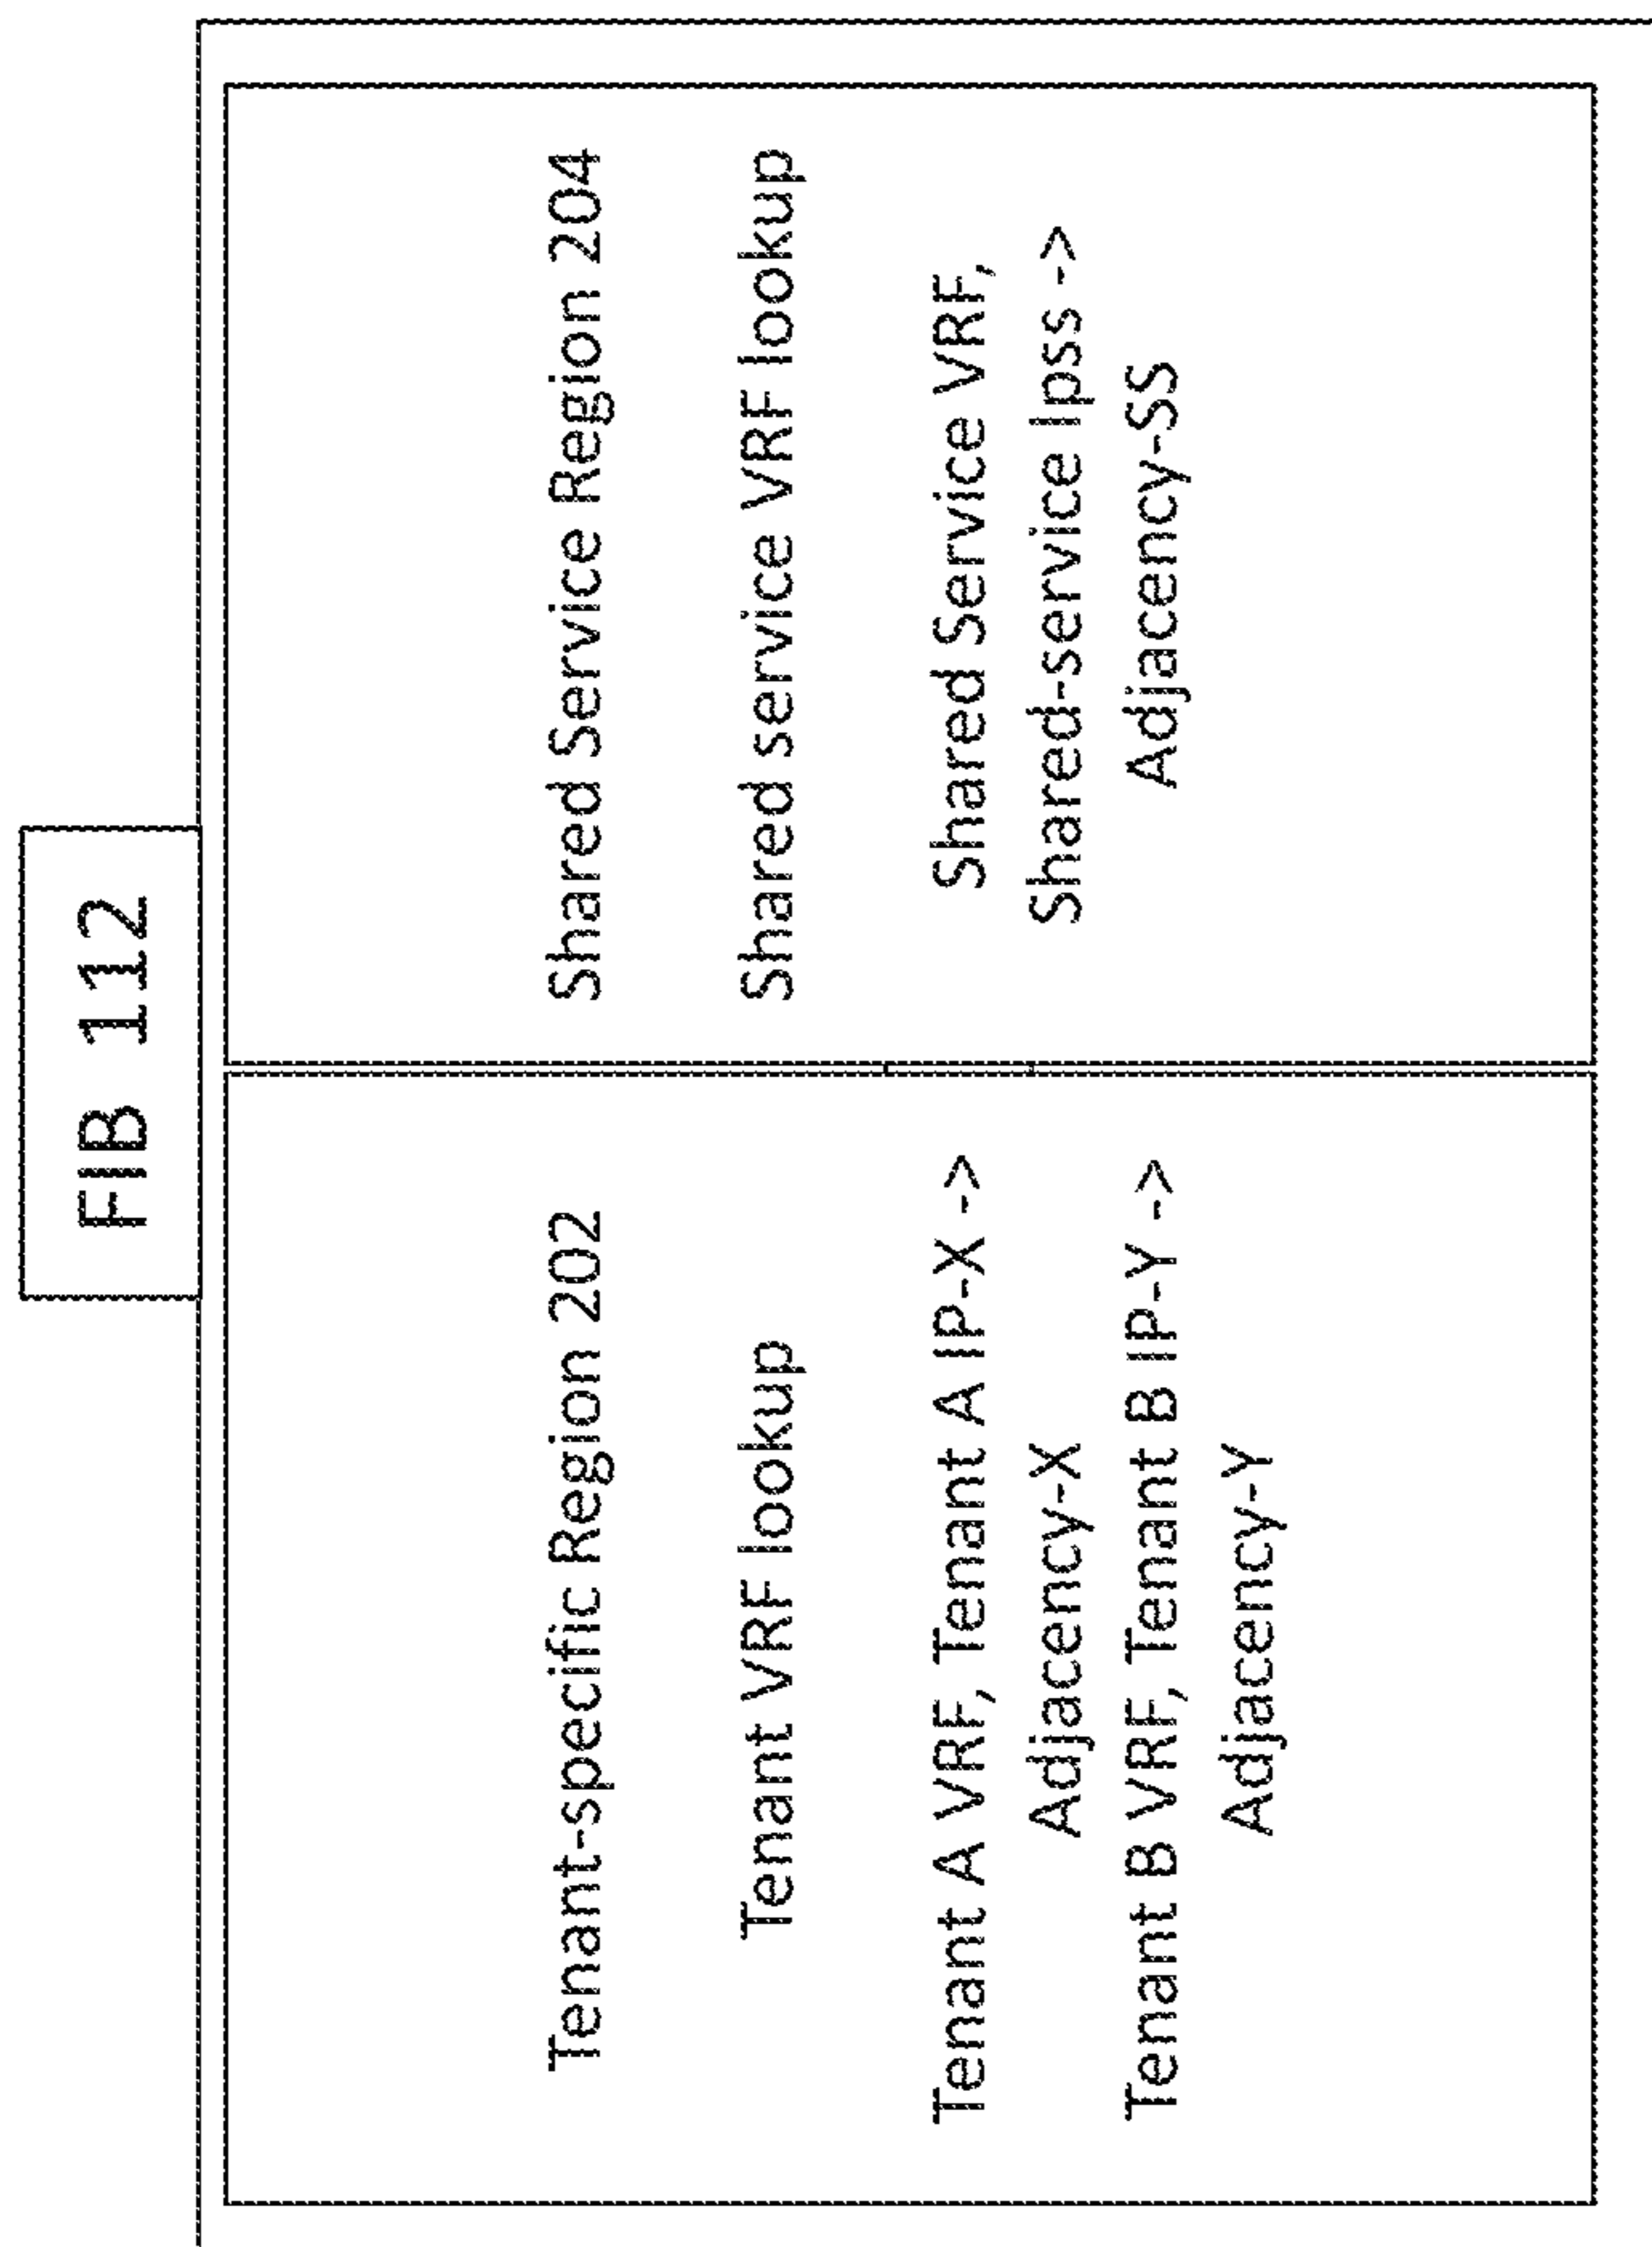 FIB 112
Tenant-specific Region 202
Tenant VRF lookup
Tenant A VRF, Tenant A IP-X ->
Adjacency-X
Tenant B VRF, Tenant B IP-Y ->
Adjacency-Y
Shared Service Region 204
Shared service VRF lookup
Shared Service VRF,
Shared-service Ipss ->
Adjacency-SS